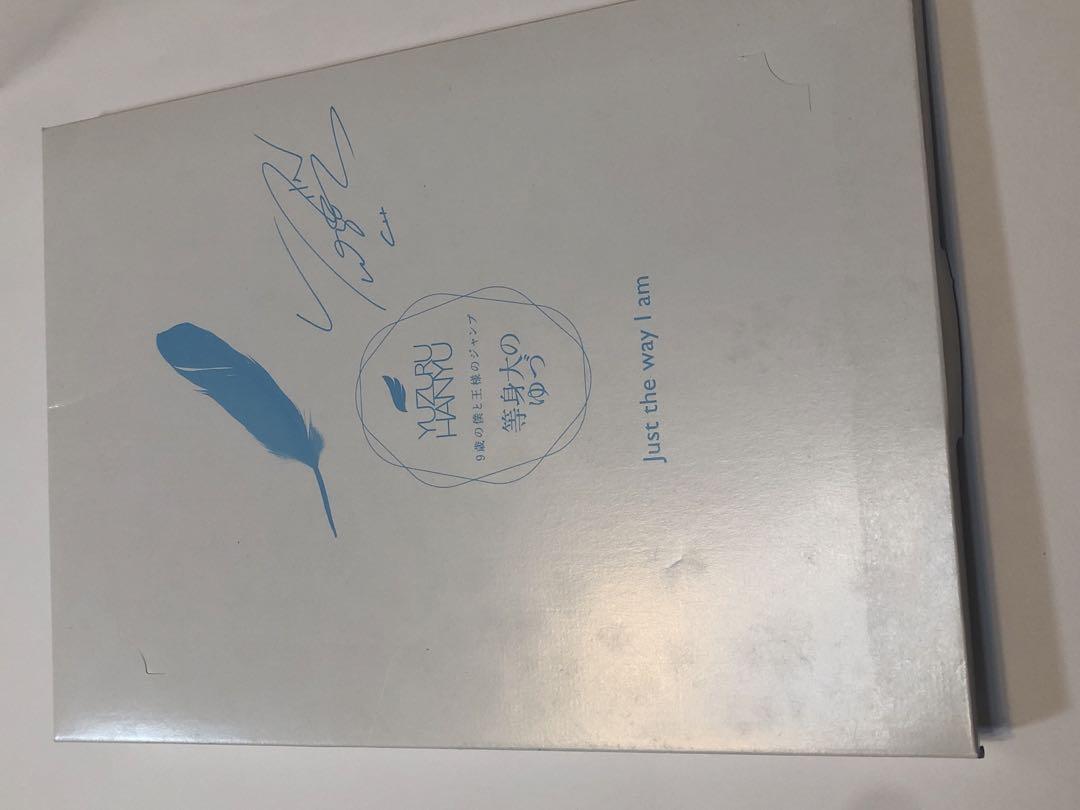 YUZURU
HANYU
9歳の僕と王様のジャンプ
等身大の
ゆづ
Just the way I am